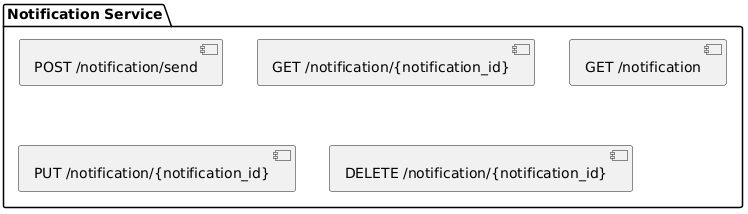 Notification Service
POST /notification/send
GET /notification/{notification_id}
GET /notification
PUT /notification/{notification_id}
DELETE /notification/{notification_id}